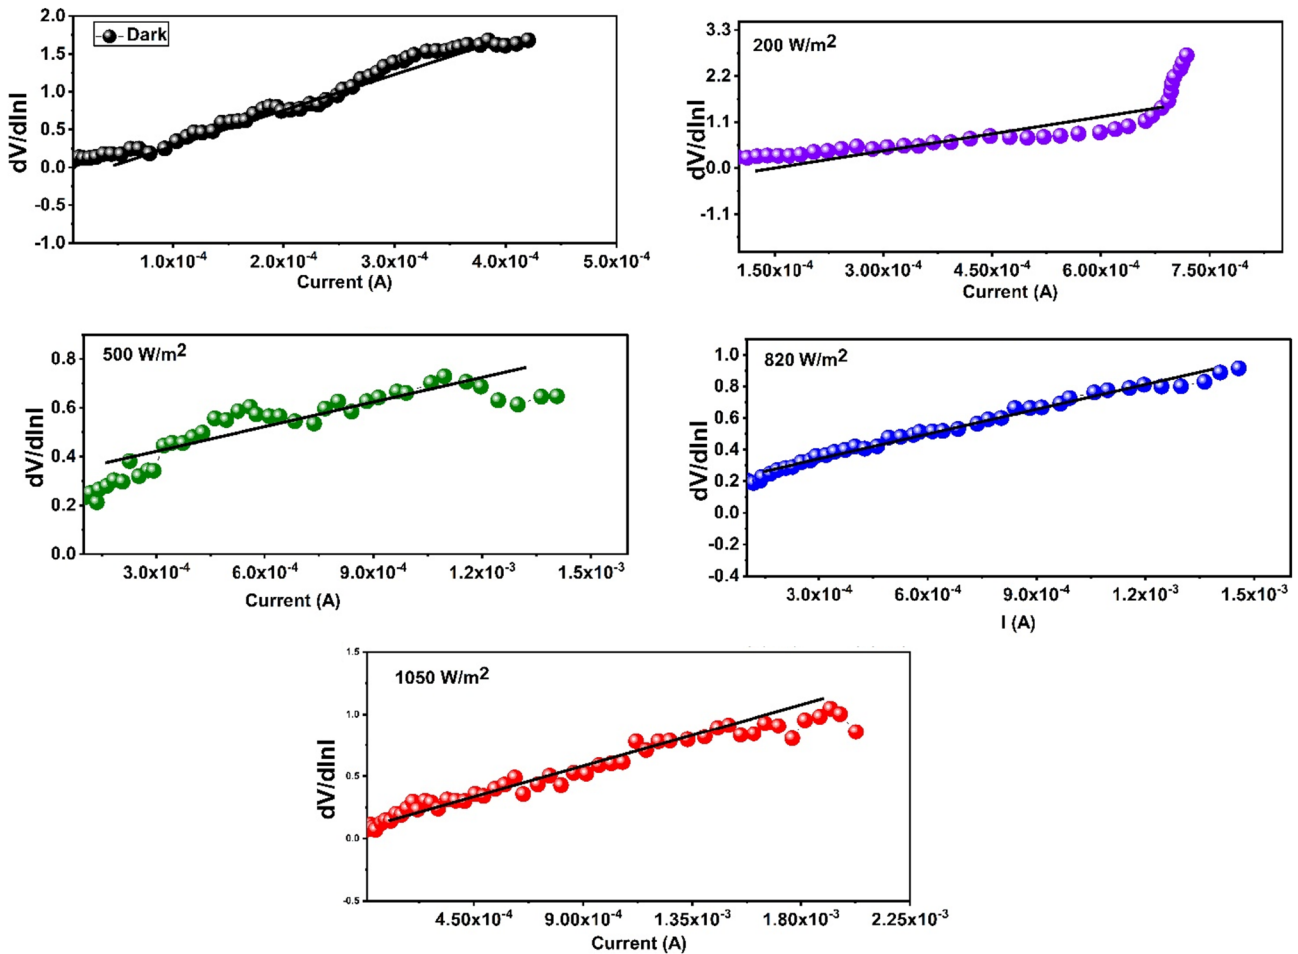 Dark
2.0
1.5
1.0
0.5
0.0
-0.5
-1.0
dV/dlnI
1.0x10⁻⁴ 2.0x10⁻⁴ 3.0x10⁻⁴ 4.0x10⁻⁴ 5.0x10⁻⁴
Current (A)
200 W/m²
3.3
2.2
1.1
0.0
-1.1
dV/dlnI
1.50x10⁻⁴ 3.00x10⁻⁴ 4.50x10⁻⁴ 6.00x10⁻⁴ 7.50x10⁻⁴
Current (A)
500 W/m²
0.8
0.6
0.4
0.2
0.0
dV/dlnI
3.0x10⁻⁴ 6.0x10⁻⁴ 9.0x10⁻⁴ 1.2x10⁻³ 1.5x10⁻³
Current (A)
820 W/m²
1.0
0.8
0.6
0.4
0.2
0.0
-0.2
-0.4
dV/dlnI
3.0x10⁻⁴ 6.0x10⁻⁴ 9.0x10⁻⁴ 1.2x10⁻³ 1.5x10⁻³
I (A)
1050 W/m²
1.5
1.0
0.5
0.0
-0.5
dV/dlnI
4.50x10⁻⁴ 9.00x10⁻⁴ 1.35x10⁻³ 1.80x10⁻³ 2.25x10⁻³
Current (A)